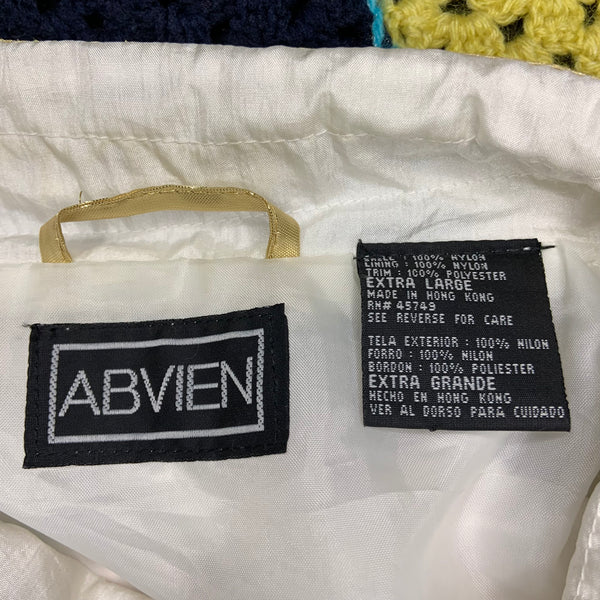 ABVIEN
SHELL : 100% NYLON
LINING : 100% NYLON
TRIM : 100% POLYESTER
EXTRA LARGE
MADE IN HONG KONG
RN# 45749
SEE REVERSE FOR CARE
TELA EXTERIOR : 100% NILON
FORRO : 100% NILON
BORDON : 100% POLIESTER
EXTRA GRANDE
HECHO EN HONG KONG
VER AL DORSO PARA CUIDADO